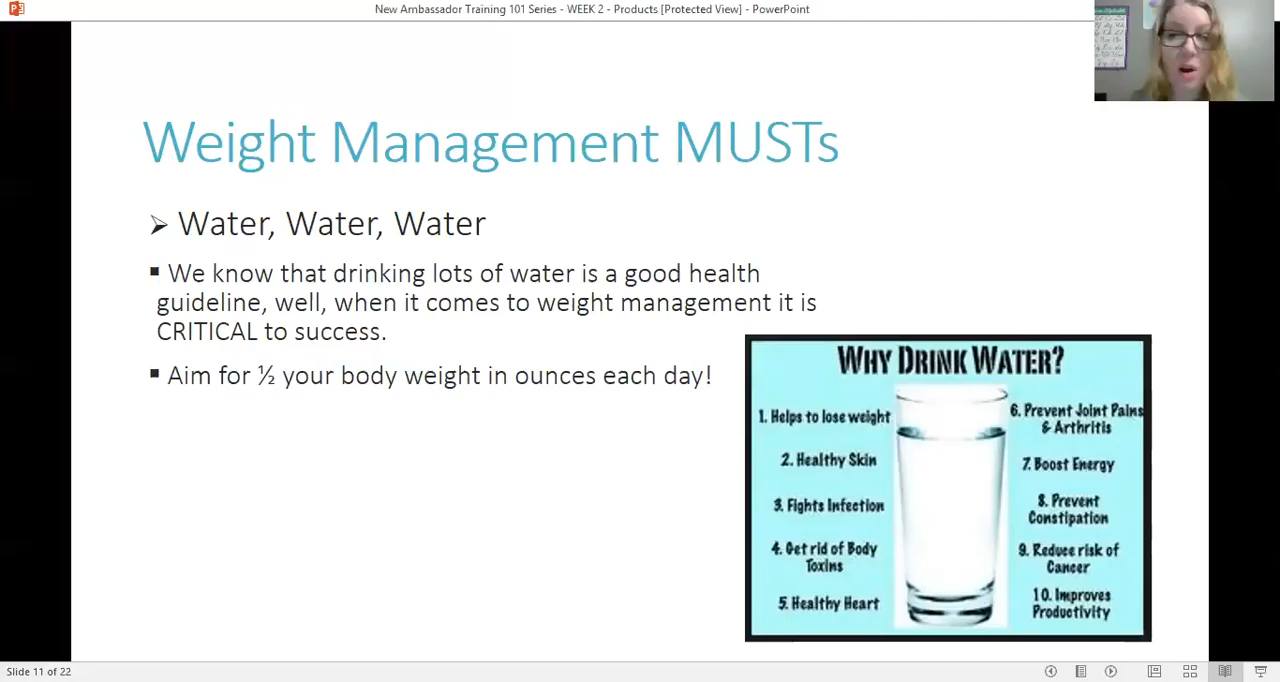 New Ambassador Training 101 Series - WEEK 2 - Products [Protected View] - PowerPoint
Weight Management MUSTs
➢ Water, Water, Water
▪ We know that drinking lots of water is a good health
guideline, well, when it comes to weight management it is
CRITICAL to success.
▪ Aim for ½ your body weight in ounces each day!
WHY DRINK WATER?
1. Helps to lose weight
2. Healthy Skin
3. Fights Infection
4. Get rid of Body
Toxins
5. Healthy Heart
6. Prevent Joint Pains
& Arthritis
7. Boost Energy
8. Prevent
Constipation
9. Reduce risk of
Cancer
10. Improves
Productivity
Slide 11 of 22